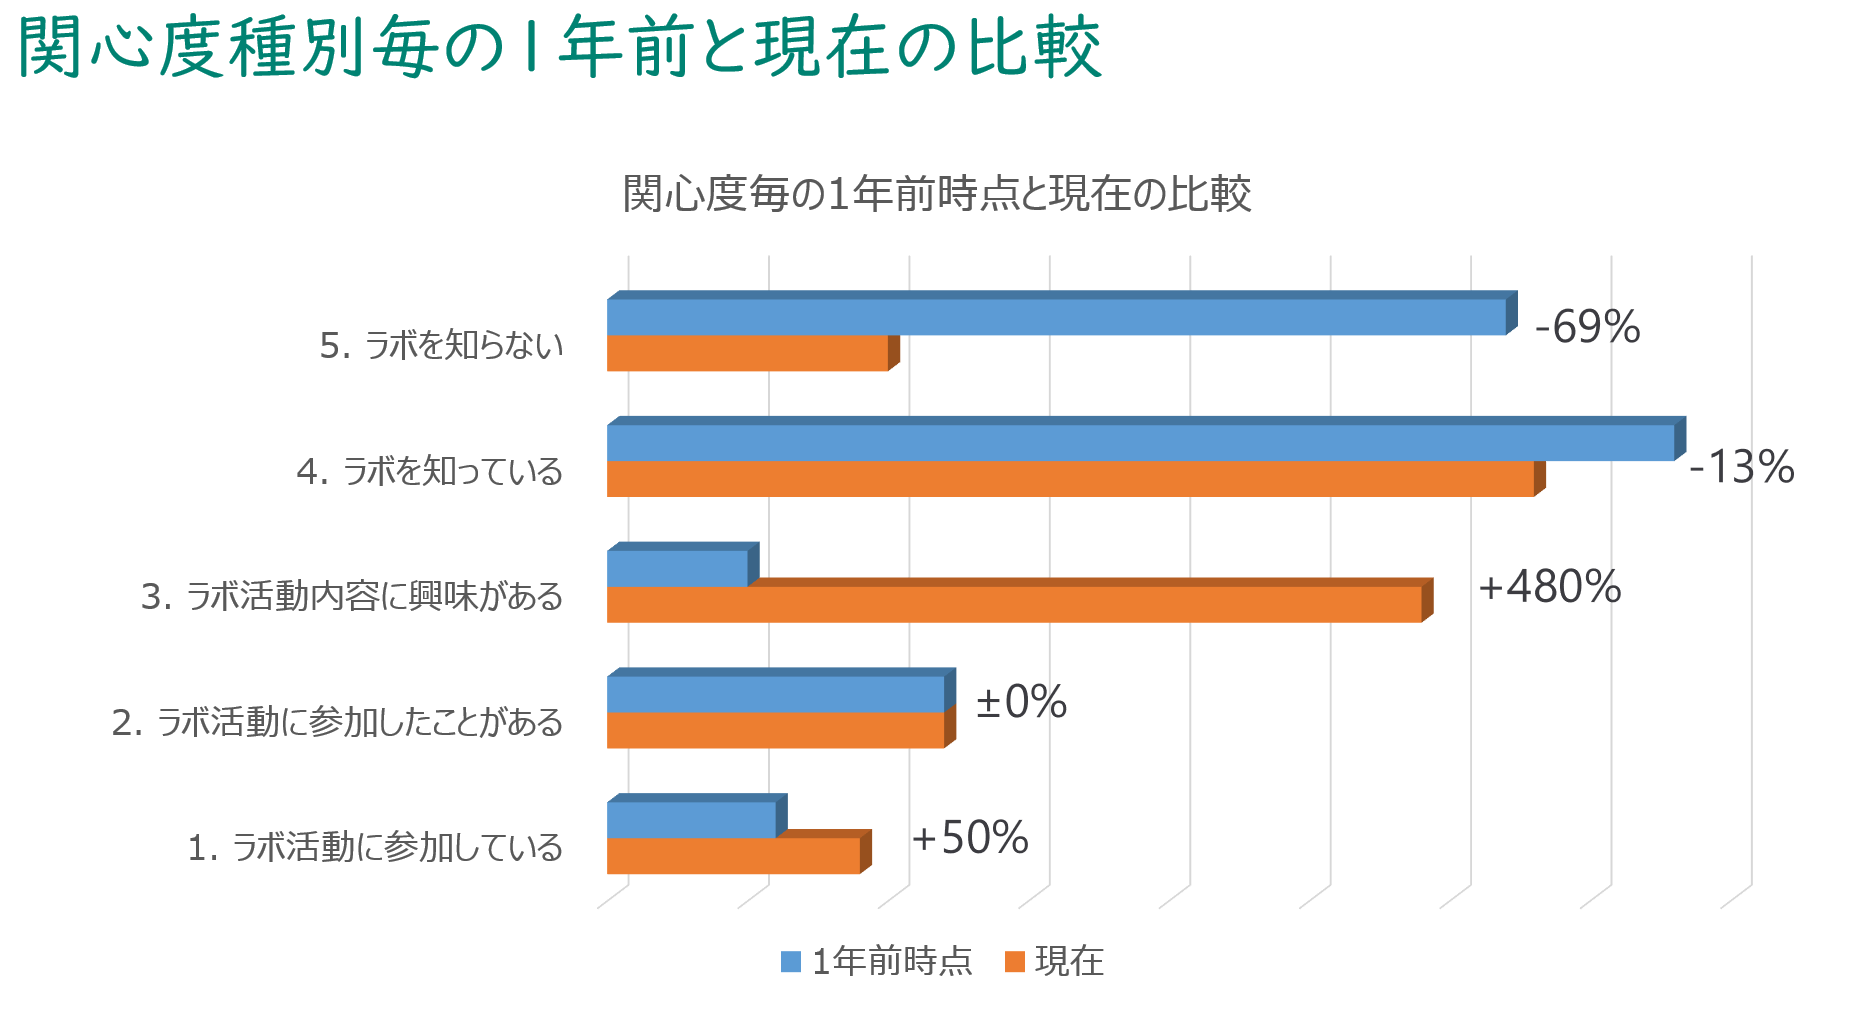 関心度種別毎の1年前と現在の比較
関心度毎の1年前時点と現在の比較
5. ラボを知らない
-69%
4. ラボを知っている
-13%
3. ラボ活動内容に興味がある
+480%
2. ラボ活動に参加したことがある
±0%
1. ラボ活動に参加している
+50%
1年前時点 現在